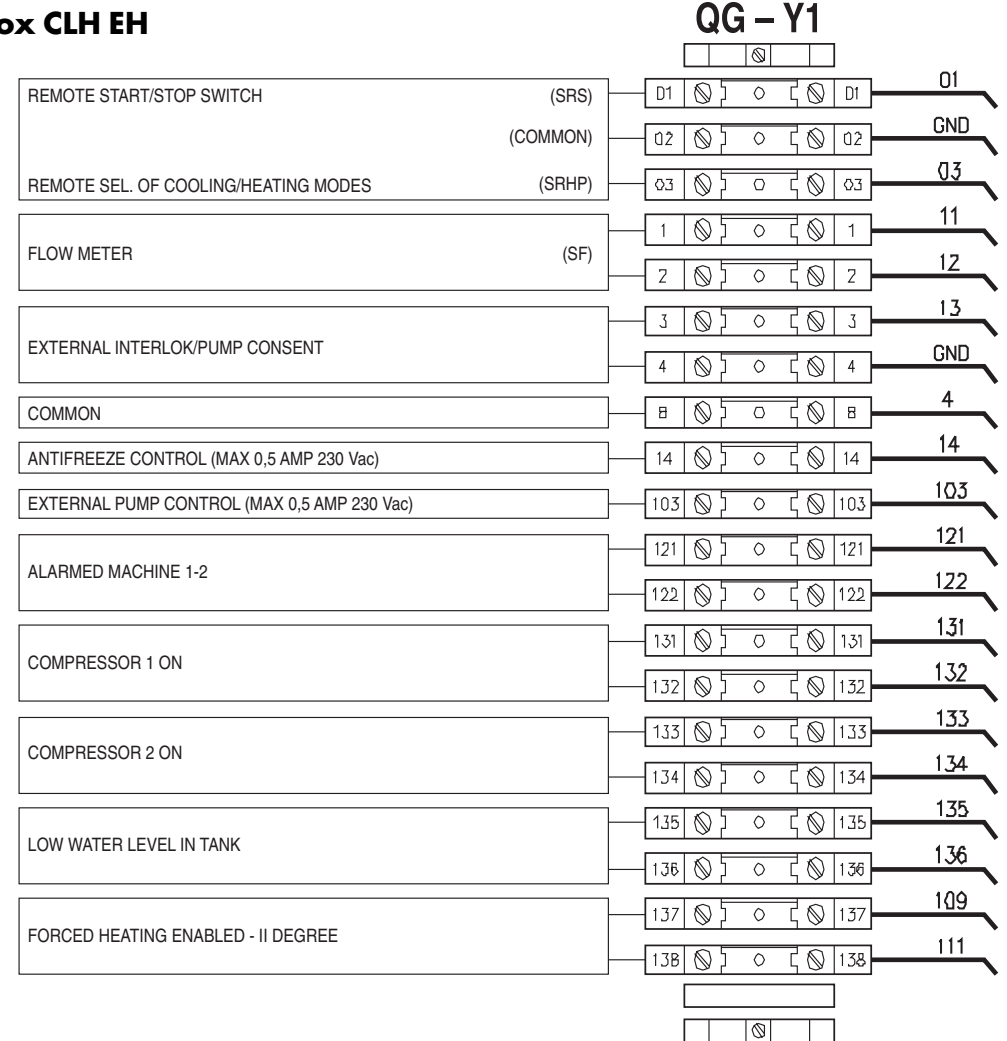 ox CLH EH
QG – Y1
REMOTE START/STOP SWITCH (SRS) 01 01 01
(COMMON) 02 02 GND
REMOTE SEL. OF COOLING/HEATING MODES (SRHP) 03 03 03
FLOW METER (SF)
1 1 11
2 2 12
EXTERNAL INTERLOK/PUMP CONSENT
3 3 13
4 4 GND
COMMON 8 8 4
ANTIFREEZE CONTROL (MAX 0,5 AMP 230 Vac) 14 14 14
EXTERNAL PUMP CONTROL (MAX 0,5 AMP 230 Vac) 103 103 103
ALARMED MACHINE 1-2
121 121 121
122 122 122
COMPRESSOR 1 ON
131 131 131
132 132 132
COMPRESSOR 2 ON
133 133 133
134 134 134
LOW WATER LEVEL IN TANK
135 135 135
136 136 136
FORCED HEATING ENABLED - II DEGREE
137 137 109
138 138 111